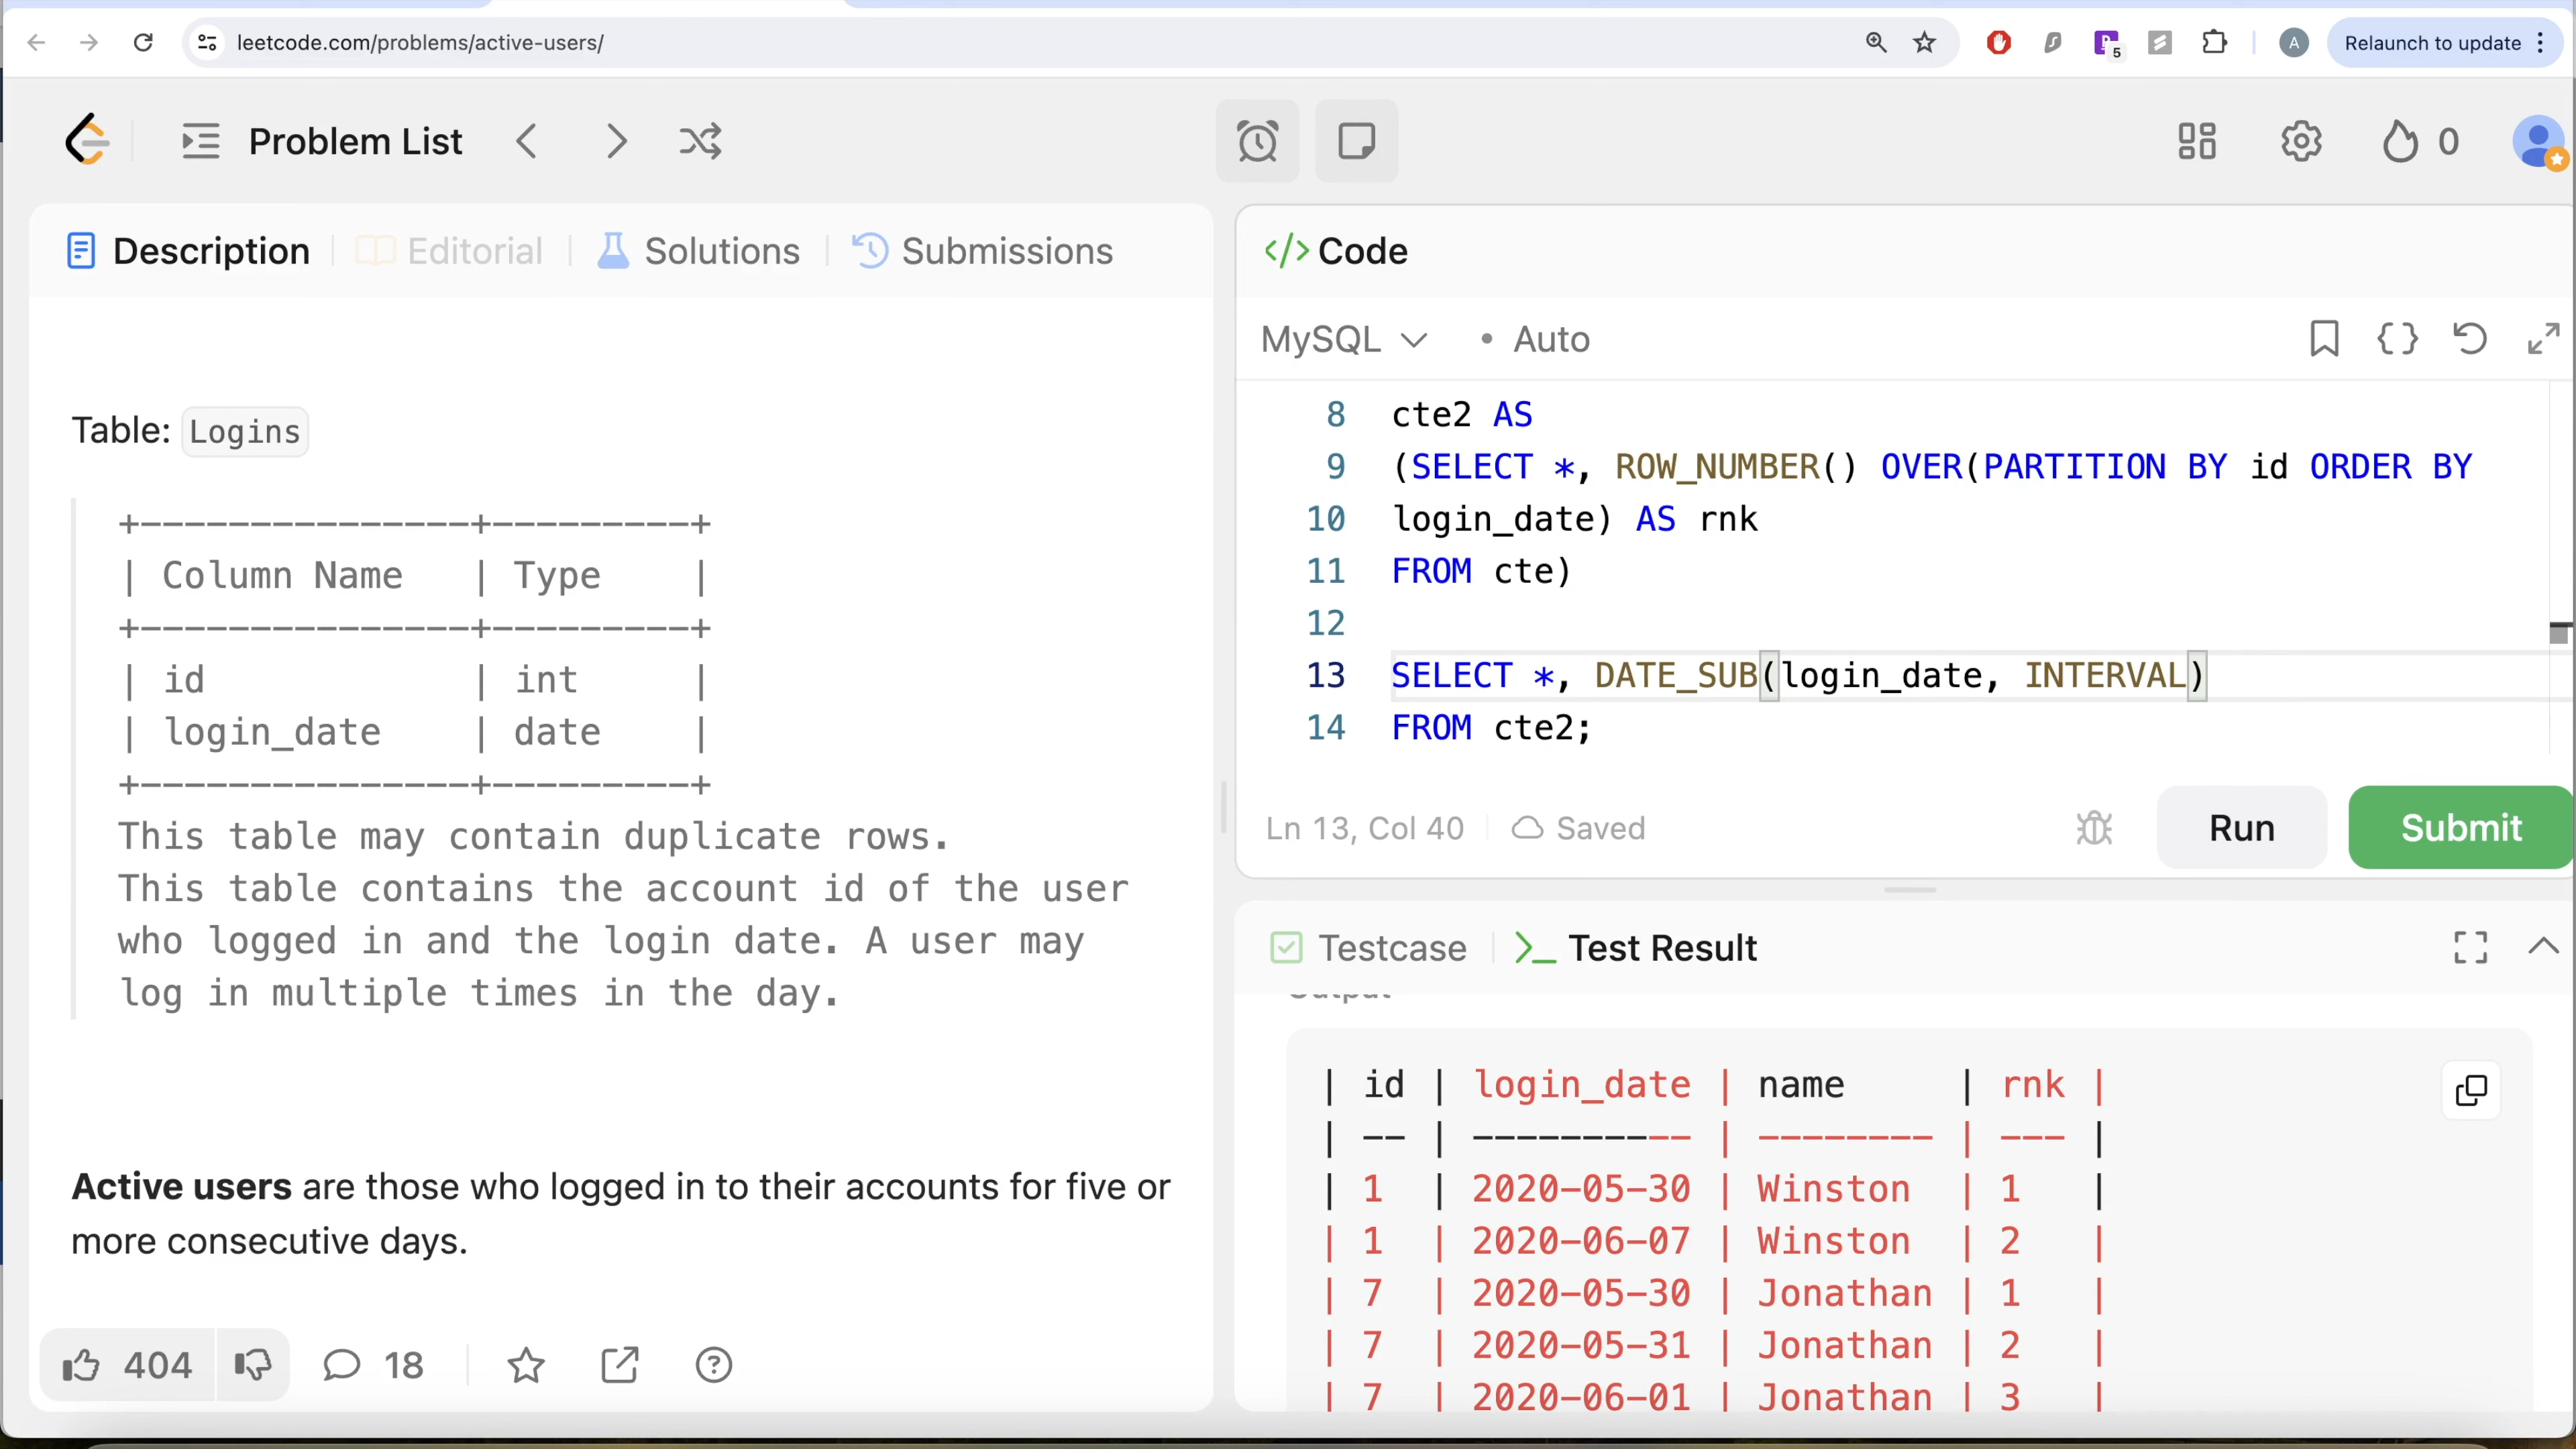 leetcode.com/problems/active-users/
5
A
Relaunch to update
Problem List
0
Description
Editorial
Solutions
Submissions
Table: Logins
+----------------+---------+
| Column Name | Type |
+----------------+---------+
| id | int |
| login_date | date |
+----------------+---------+
This table may contain duplicate rows.
This table contains the account id of the user
who logged in and the login date. A user may
log in multiple times in the day.
Active users are those who logged in to their accounts for five or
more consecutive days.
404
18
</> Code
MySQL
Auto
8 cte2 AS
9 (SELECT *, ROW_NUMBER() OVER(PARTITION BY id ORDER BY
10 login_date) AS rnk
11 FROM cte)
12
13 SELECT *, DATE_SUB(login_date, INTERVAL)
14 FROM cte2;
Ln 13, Col 40
Saved
Run
Submit
Testcase
Test Result
Output
| id | login_date | name | rnk |
| -- | ---------- | -------- | --- |
| 1 | 2020-05-30 | Winston | 1 |
| 1 | 2020-06-07 | Winston | 2 |
| 7 | 2020-05-30 | Jonathan | 1 |
| 7 | 2020-05-31 | Jonathan | 2 |
| 7 | 2020-06-01 | Jonathan | 3 |